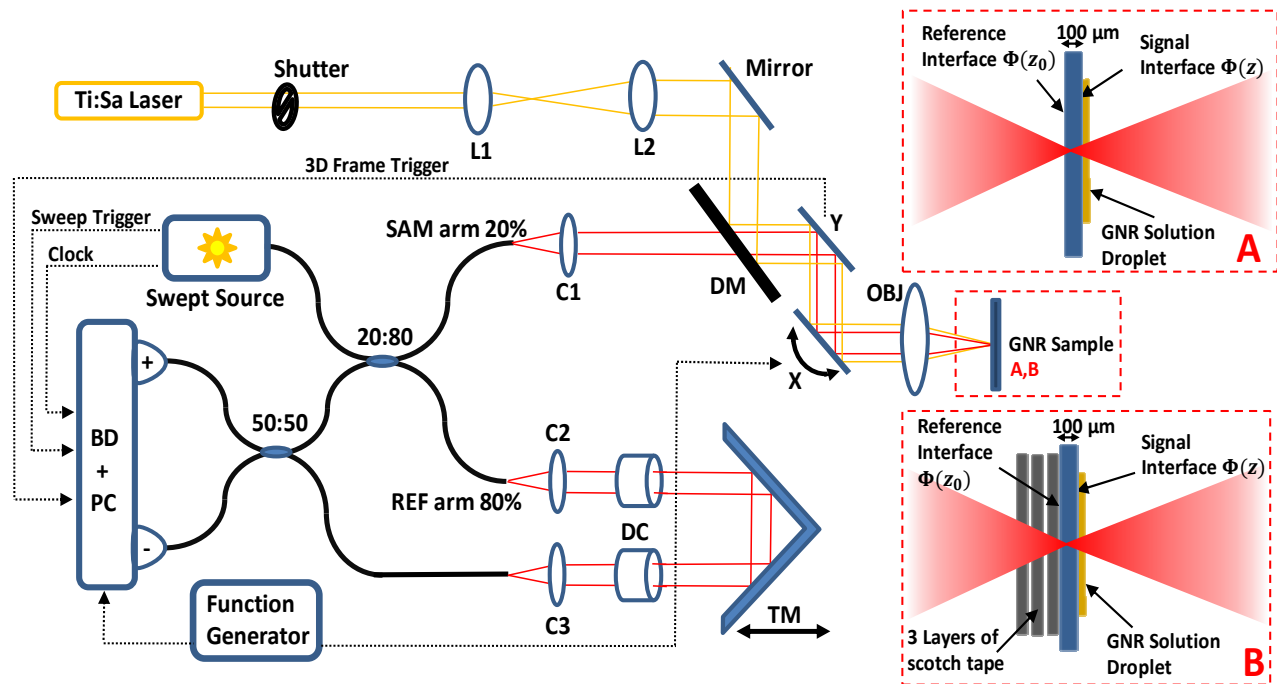 Ti:Sa Laser
Shutter
L1
L2
Mirror
3D Frame Trigger
Sweep Trigger
Clock
Swept Source
SAM arm 20%
C1
DM
Y
X
OBJ
GNR Sample
A,B
20:80
50:50
+
-
BD
+
PC
REF arm 80%
C2
DC
C3
TM
Function
Generator
100 μm
Reference
Interface Φ(z₀)
Signal
Interface Φ(z)
GNR Solution
Droplet
A
100 μm
Reference
Interface
Φ(z₀)
Signal
Interface Φ(z)
3 Layers of
scotch tape
GNR Solution
Droplet
B